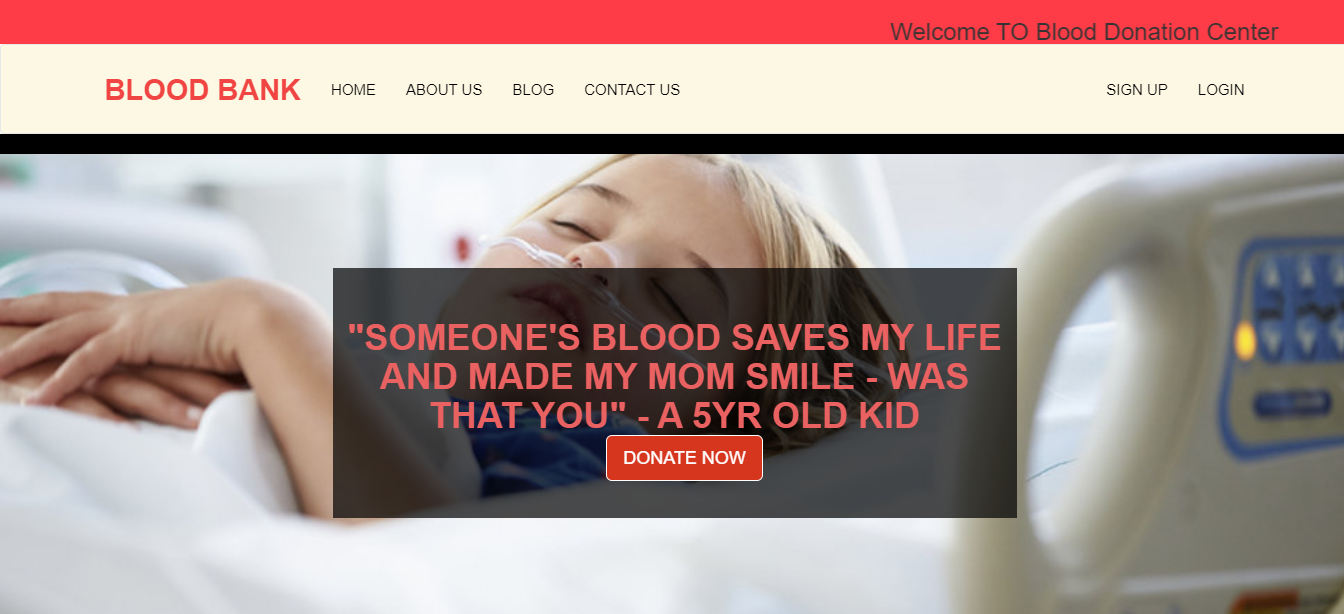 Welcome TO Blood Donation Center
BLOOD BANK HOME ABOUT US BLOG CONTACT US SIGN UP LOGIN
"SOMEONE'S BLOOD SAVES MY LIFE
AND MADE MY MOM SMILE - WAS
THAT YOU" - A 5YR OLD KID
DONATE NOW